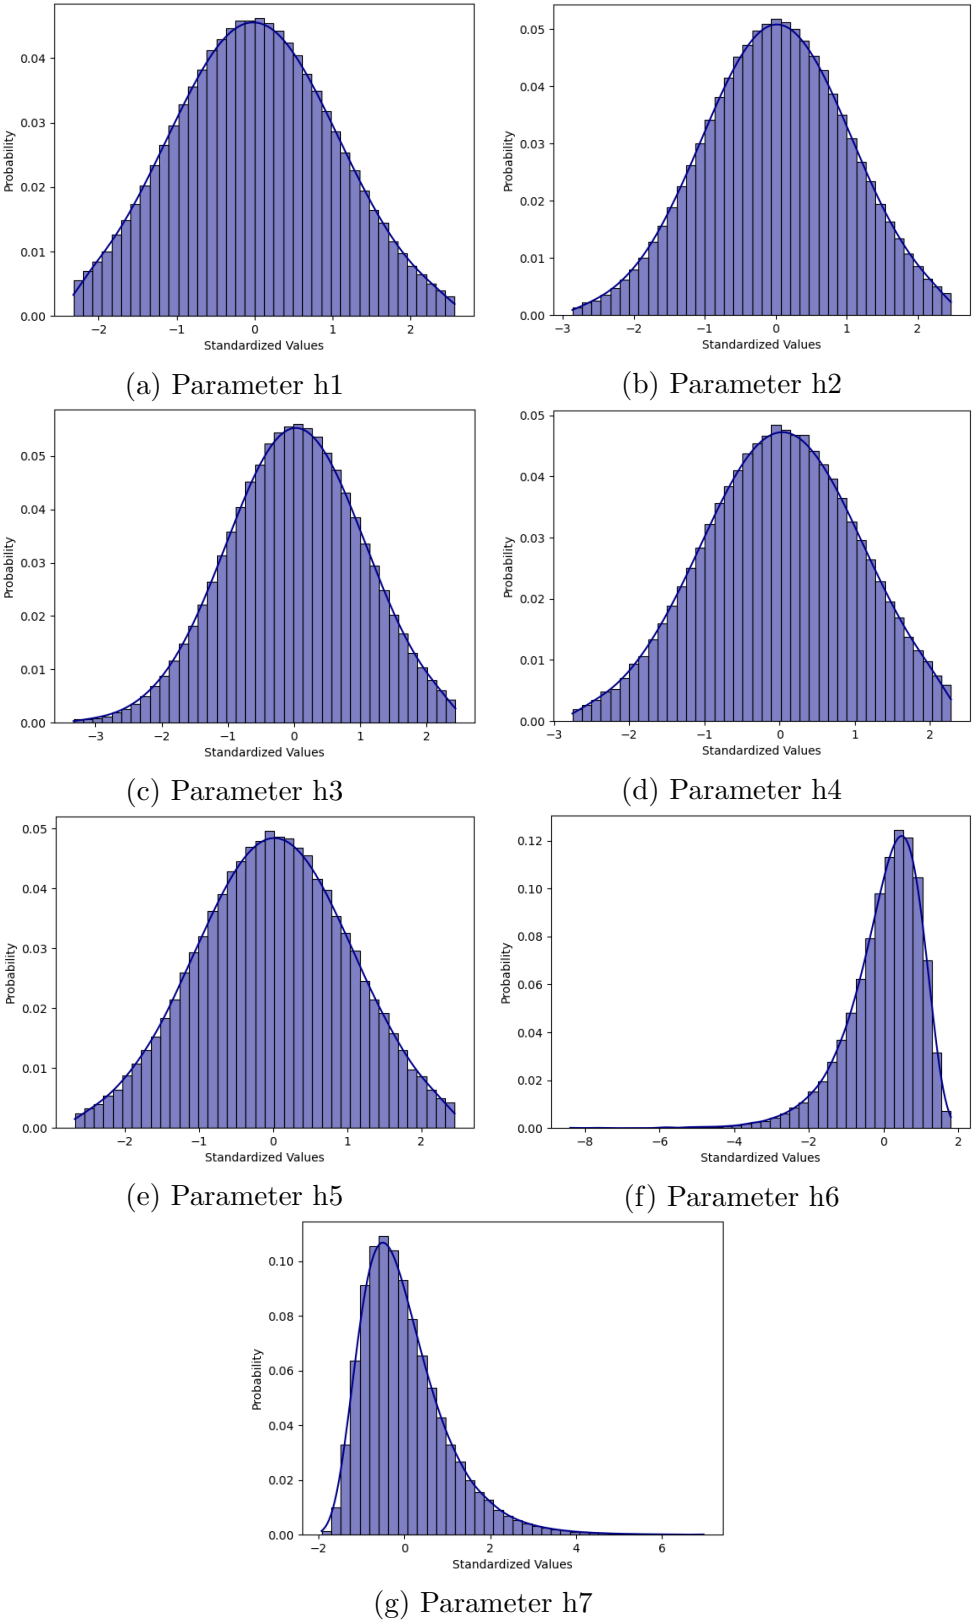 0.04
0.03
0.02
0.01
0.00
Probability
−2 −1 0 1 2
Standardized Values
(a) Parameter h1
0.05
0.04
0.03
0.02
0.01
0.00
Probability
−3 −2 −1 0 1 2
Standardized Values
(b) Parameter h2
0.05
0.04
0.03
0.02
0.01
0.00
Probability
−3 −2 −1 0 1 2
Standardized Values
(c) Parameter h3
0.05
0.04
0.03
0.02
0.01
0.00
Probability
−3 −2 −1 0 1 2
Standardized Values
(d) Parameter h4
0.05
0.04
0.03
0.02
0.01
0.00
Probability
−2 −1 0 1 2
Standardized Values
(e) Parameter h5
0.12
0.10
0.08
0.06
0.04
0.02
0.00
Probability
−8 −6 −4 −2 0 2
Standardized Values
(f) Parameter h6
0.10
0.08
0.06
0.04
0.02
0.00
Probability
−2 0 2 4 6
Standardized Values
(g) Parameter h7